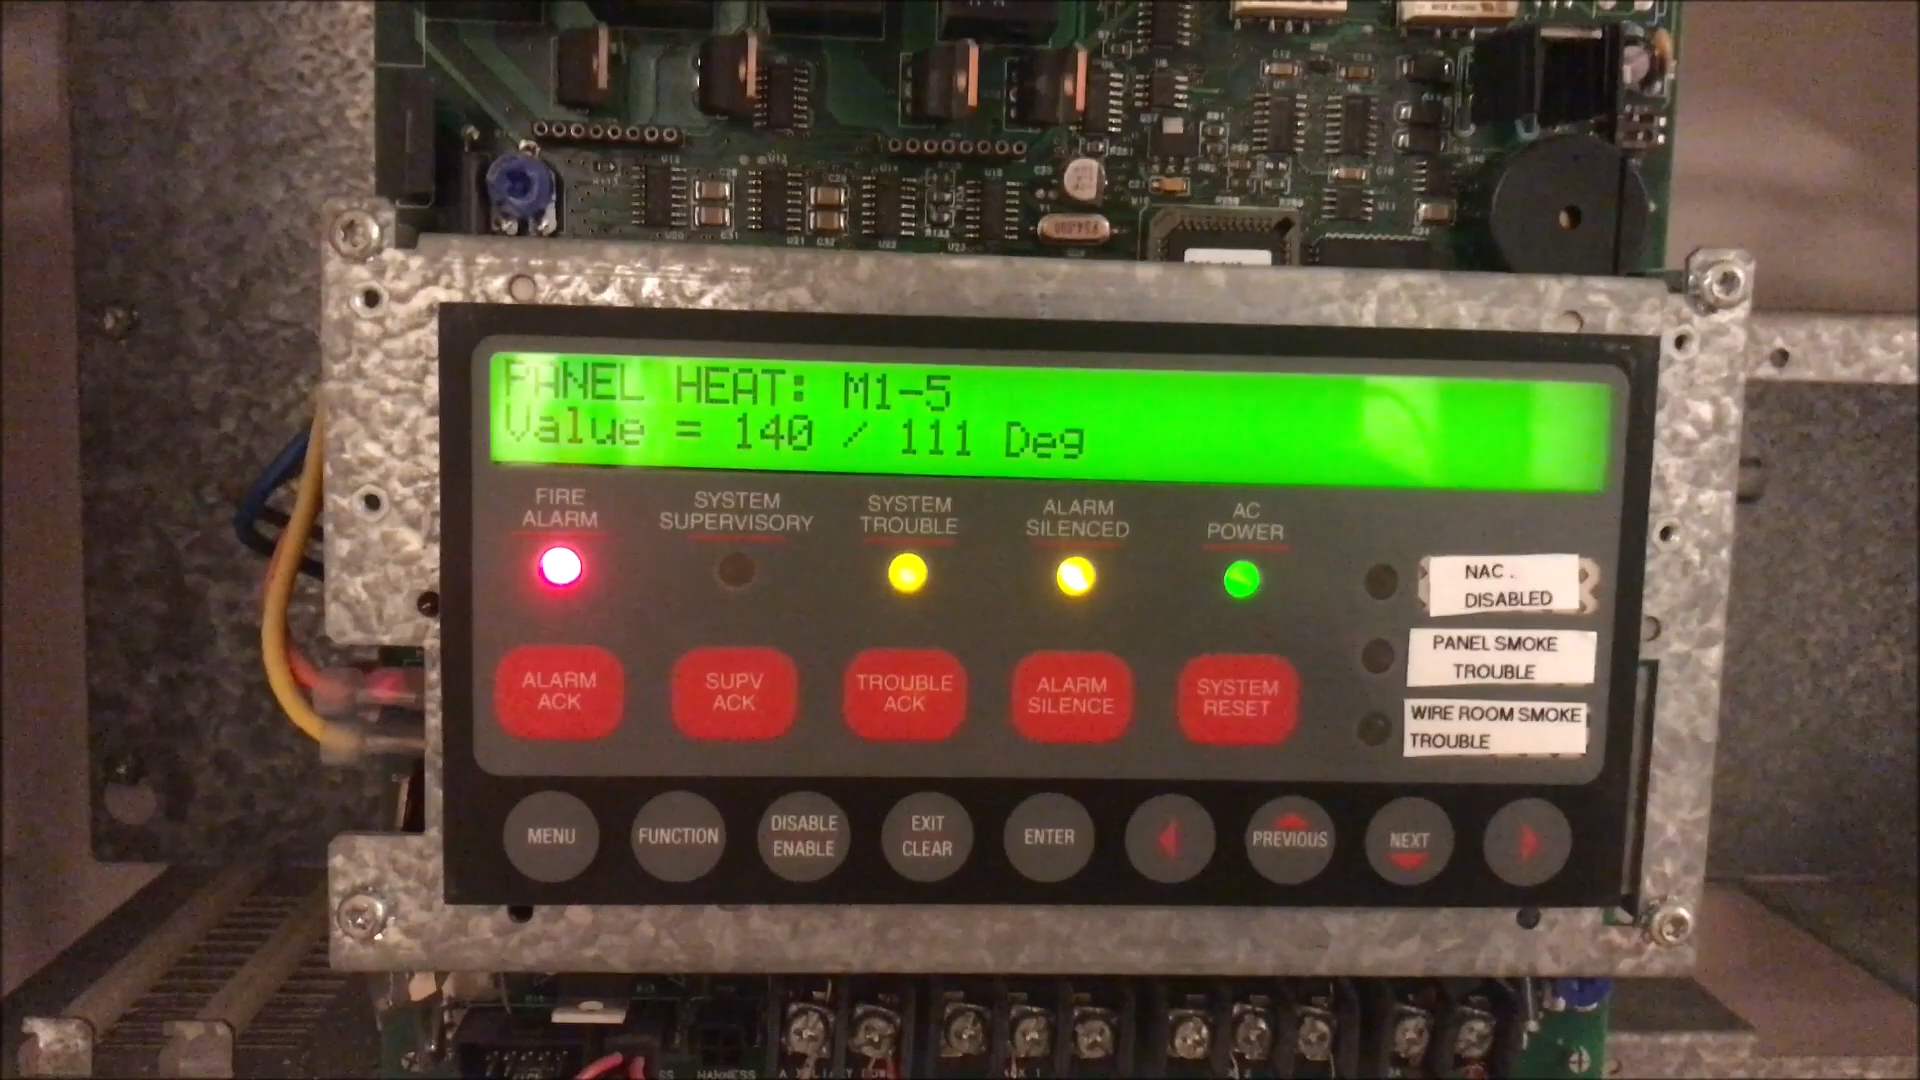 PANEL HEAT: M1-5
Value = 140 / 111 Deg
FIRE
ALARM
SYSTEM
SUPERVISORY
SYSTEM
TROUBLE
ALARM
SILENCED
AC
POWER
NAC .
DISABLED
PANEL SMOKE
TROUBLE
WIRE ROOM SMOKE
TROUBLE
ALARM
ACK
SUPV
ACK
TROUBLE
ACK
ALARM
SILENCE
SYSTEM
RESET
MENU
FUNCTION
DISABLE
ENABLE
EXIT
CLEAR
ENTER
PREVIOUS
NEXT
HARNESS